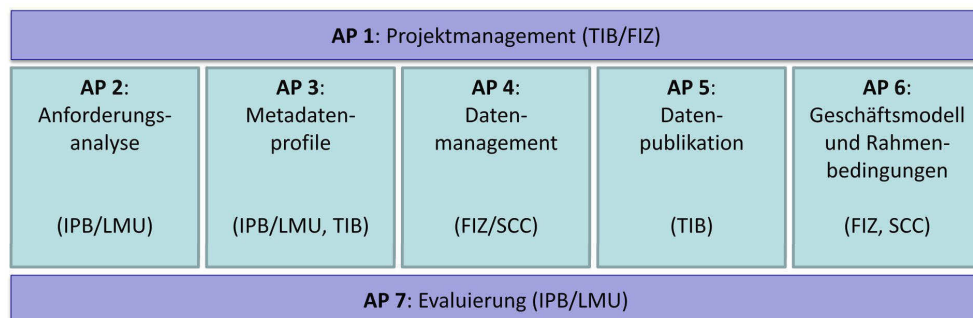 AP 1: Projektmanagement (TIB/FIZ)
AP 2:
Anforderungs-
analyse
(IPB/LMU)
AP 3:
Metadaten-
profile
(IPB/LMU, TIB)
AP 4:
Daten-
management
(FIZ/SCC)
AP 5:
Daten-
publikation
(TIB)
AP 6:
Geschäftsmodell
und Rahmen-
bedingungen
(FIZ, SCC)
AP 7: Evaluierung (IPB/LMU)